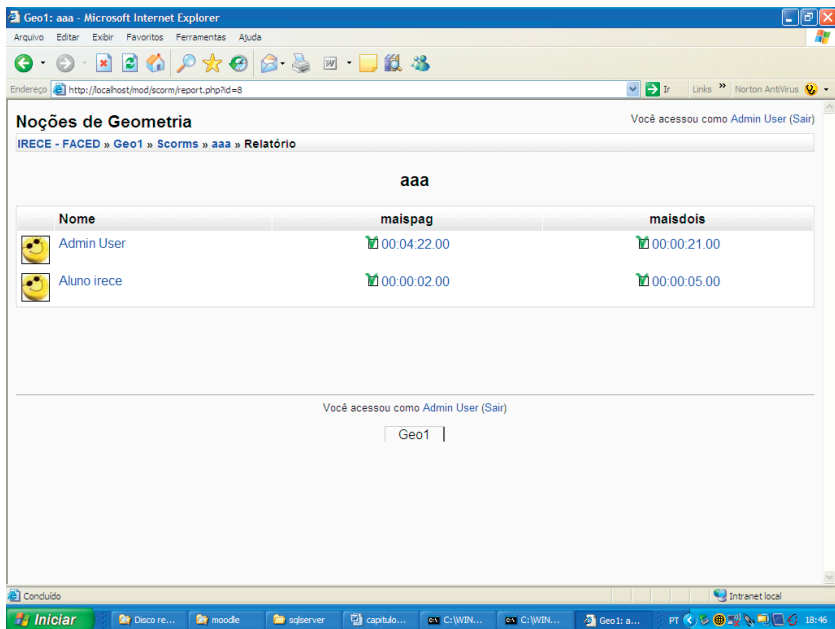 Geo1: aaa - Microsoft Internet Explorer
Arquivo Editar Exibir Favoritos Ferramentas Ajuda
Endereço http://localhost/mod/scorm/report.php?id=8 Ir Links » Norton AntiVirus
Noções de Geometria
Você acessou como Admin User (Sair)
IRECE - FACED » Geo1 » Scorms » aaa » Relatório
aaa
Nome maispag maisdois
Admin User 00:04:22.00 00:00:21.00
Aluno irece 00:00:02.00 00:00:05.00
Você acessou como Admin User (Sair)
Geo1
Concluído Intranet local
Iniciar Disco re... moodle sqlserver capitulo... C:\WIN... C:\WIN... Geo1: a... PT 18:46